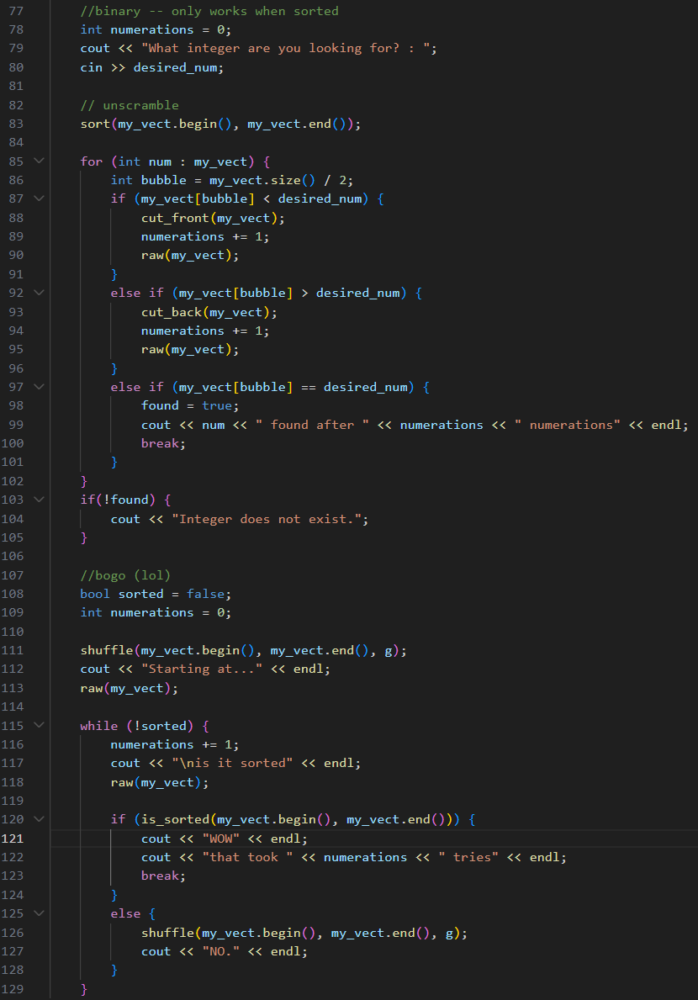 77 //binary -- only works when sorted
78 int numerations = 0;
79 cout << "What integer are you looking for? : ";
80 cin >> desired_num;
81
82 // unscramble
83 sort(my_vect.begin(), my_vect.end());
84
85 for (int num : my_vect) {
86 int bubble = my_vect.size() / 2;
87 if (my_vect[bubble] < desired_num) {
88 cut_front(my_vect);
89 numerations += 1;
90 raw(my_vect);
91 }
92 else if (my_vect[bubble] > desired_num) {
93 cut_back(my_vect);
94 numerations += 1;
95 raw(my_vect);
96 }
97 else if (my_vect[bubble] == desired_num) {
98 found = true;
99 cout << num << " found after " << numerations << " numerations" << endl;
100 break;
101 }
102 }
103 if(!found) {
104 cout << "Integer does not exist.";
105 }
106
107 //bogo (lol)
108 bool sorted = false;
109 int numerations = 0;
110
111 shuffle(my_vect.begin(), my_vect.end(), g);
112 cout << "Starting at..." << endl;
113 raw(my_vect);
114
115 while (!sorted) {
116 numerations += 1;
117 cout << "\nis it sorted" << endl;
118 raw(my_vect);
119
120 if (is_sorted(my_vect.begin(), my_vect.end())) {
121 cout << "WOW" << endl;
122 cout << "that took " << numerations << " tries" << endl;
123 break;
124 }
125 else {
126 shuffle(my_vect.begin(), my_vect.end(), g);
127 cout << "NO." << endl;
128 }
129 }